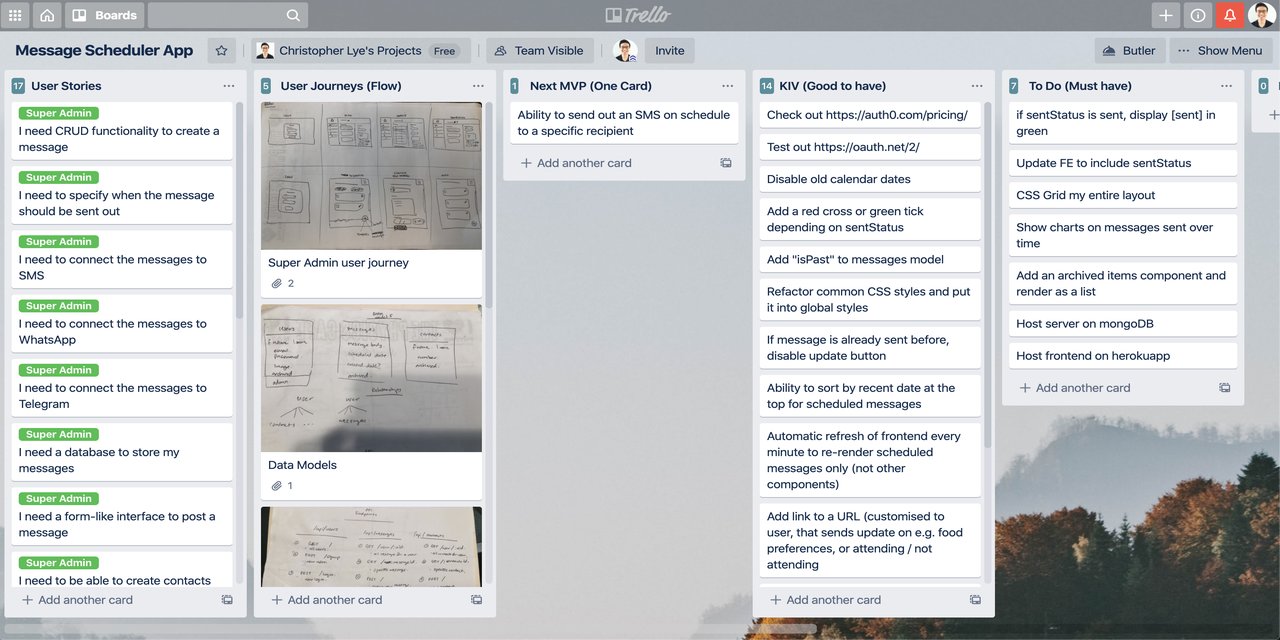 Boards
Trello
Message Scheduler App
Christopher Lye's Projects
Free
Team Visible
Invite
Butler
Show Menu
17
User Stories
Super Admin
I need CRUD functionality to create a
message
Super Admin
I need to specify when the message
should be sent out
Super Admin
I need to connect the messages to
SMS
Super Admin
I need to connect the messages to
WhatsApp
Super Admin
I need to connect the messages to
Telegram
Super Admin
I need a database to store my
messages
Super Admin
I need a form-like interface to post a
message
Super Admin
I need to be able to create contacts
Add another card
5
User Journeys (Flow)
Super Admin user journey
2
Users
Messages
contacts
message body
Relationships
Data Models
1
Add another card
1
Next MVP (One Card)
Ability to send out an SMS on schedule
to a specific recipient
Add another card
14
KIV (Good to have)
Check out https://auth0.com/pricing/
Test out https://oauth.net/2/
Disable old calendar dates
Add a red cross or green tick
depending on sentStatus
Add "isPast" to messages model
Refactor common CSS styles and put
it into global styles
If message is already sent before,
disable update button
Ability to sort by recent date at the
top for scheduled messages
Automatic refresh of frontend every
minute to re-render scheduled
messages only (not other
components)
Add link to a URL (customised to
user, that sends update on e.g. food
preferences, or attending / not
attending
Add another card
7
To Do (Must have)
if sentStatus is sent, display [sent] in
green
Update FE to include sentStatus
CSS Grid my entire layout
Show charts on messages sent over
time
Add an archived items component and
render as a list
Host server on mongoDB
Host frontend on herokuapp
Add another card
0